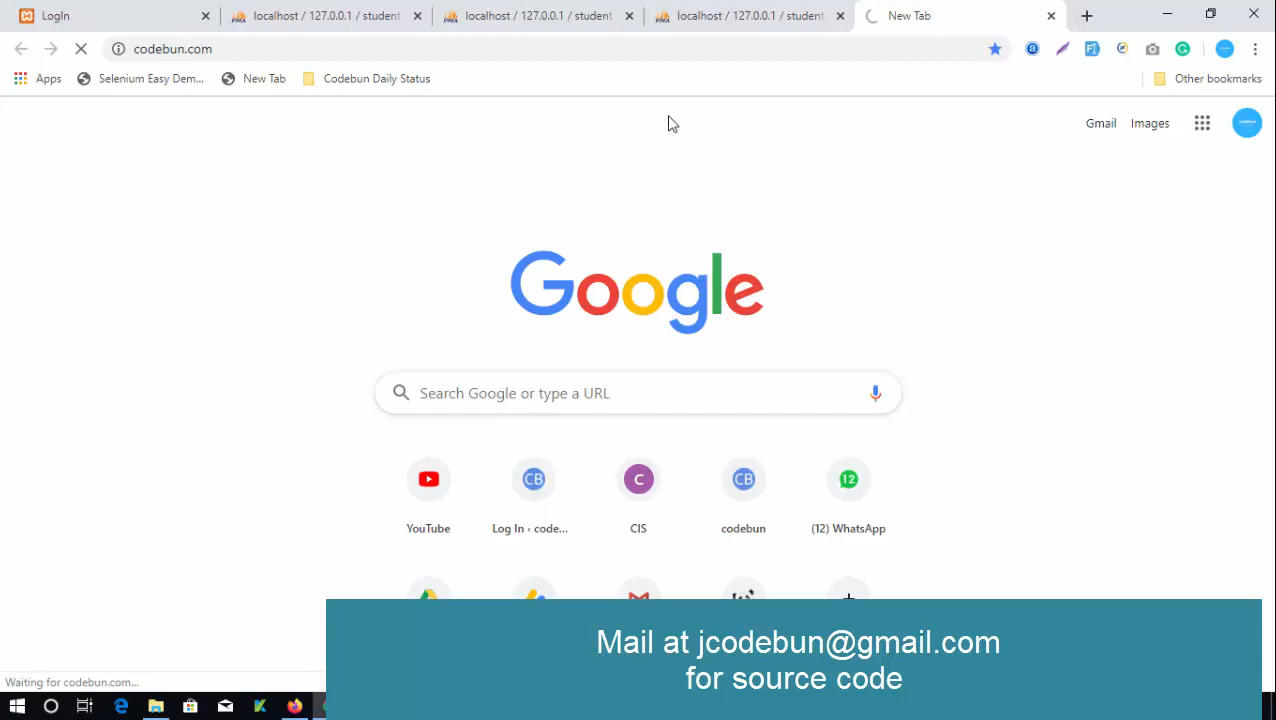 LogIn
localhost / 127.0.0.1 / student
localhost / 127.0.0.1 / student
localhost / 127.0.0.1 / student
New Tab
codebun.com
Apps
Selenium Easy Dem...
New Tab
Codebun Daily Status
Other bookmarks
Gmail
Images
Google
Search Google or type a URL
CB
C
CB
12
YouTube
Log In ‹ code...
CIS
codebun
(12) WhatsApp
Mail at jcodebun@gmail.com
for source code
Waiting for codebun.com...